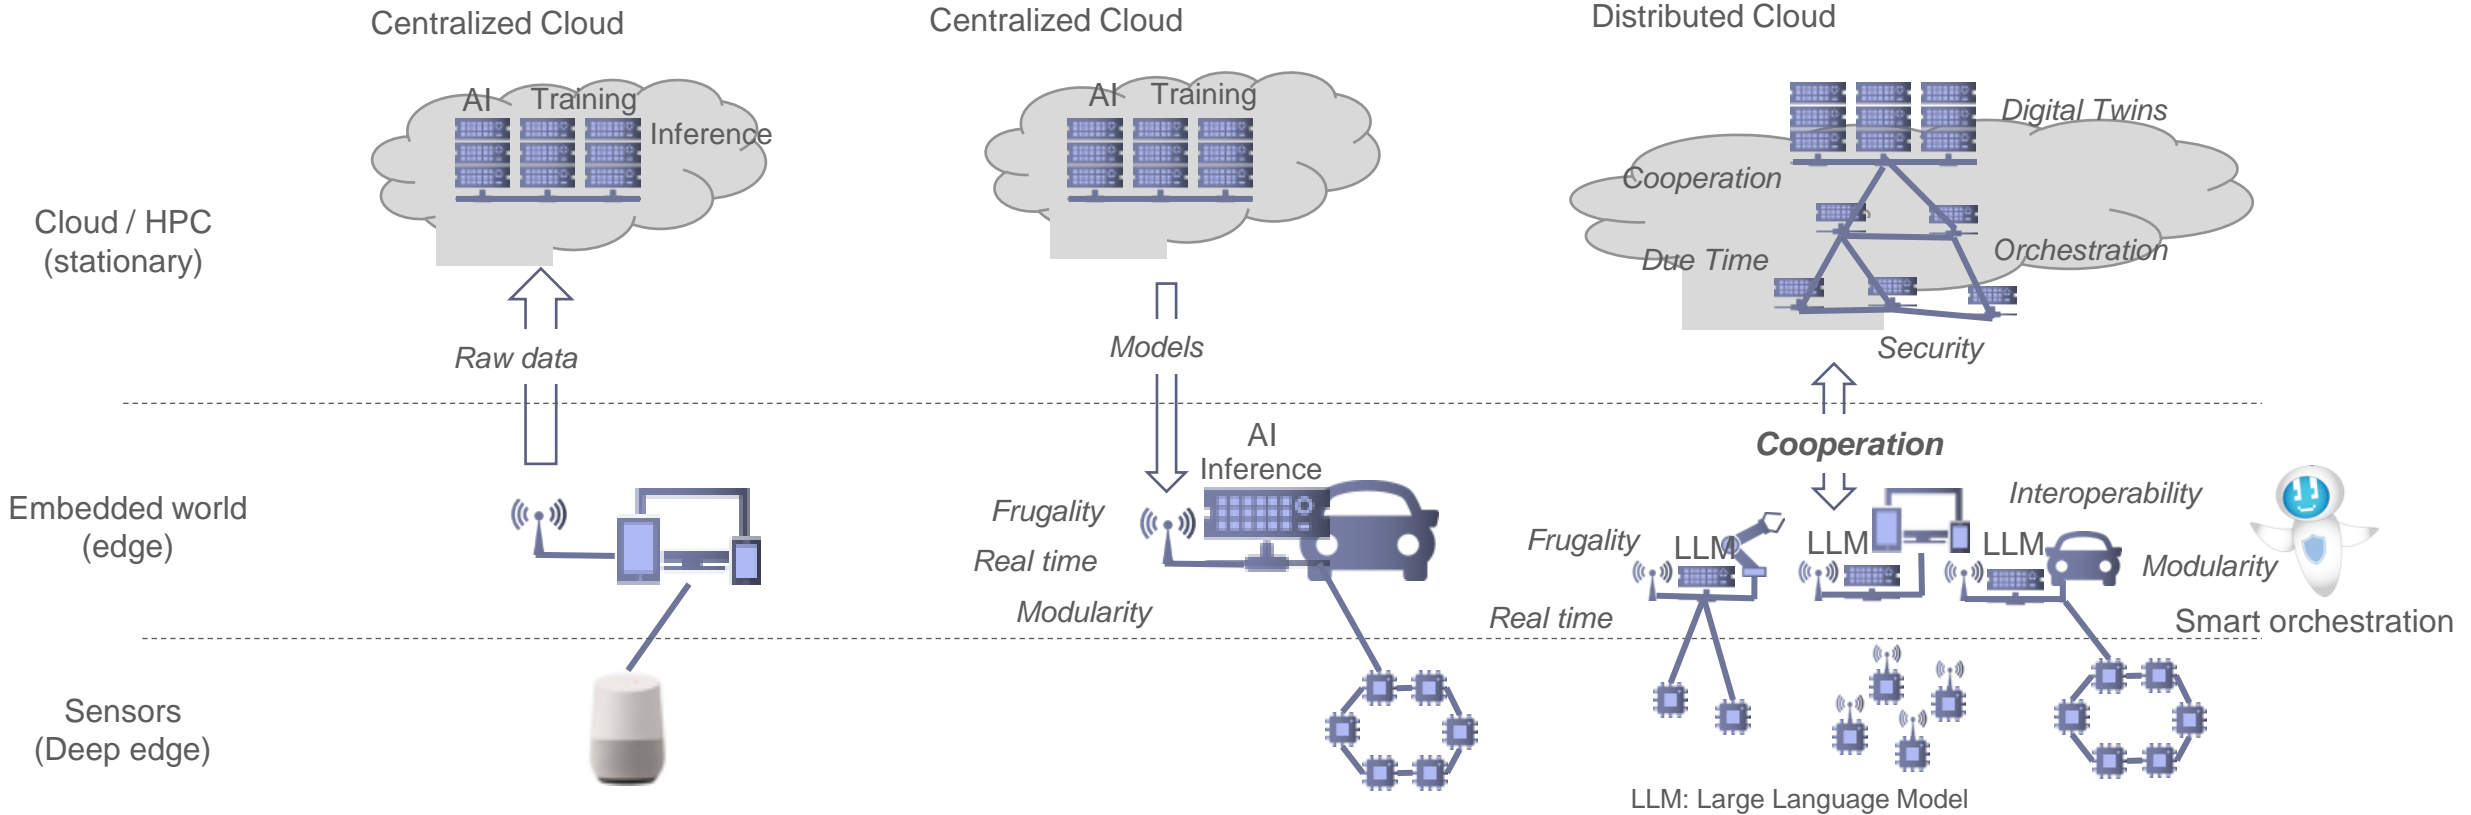 Centralized Cloud
Centralized Cloud
Distributed Cloud
AI Training
Inference
AI Training
Digital Twins
Cooperation
Due Time
Orchestration
Security
Cloud / HPC
(stationary)
Raw data
Models
Cooperation
Embedded world
(edge)
AI
Inference
Frugality
Real time
Modularity
Frugality
Real time
LLM
LLM
LLM
Interoperability
Modularity
Smart orchestration
Sensors
(Deep edge)
LLM: Large Language Model